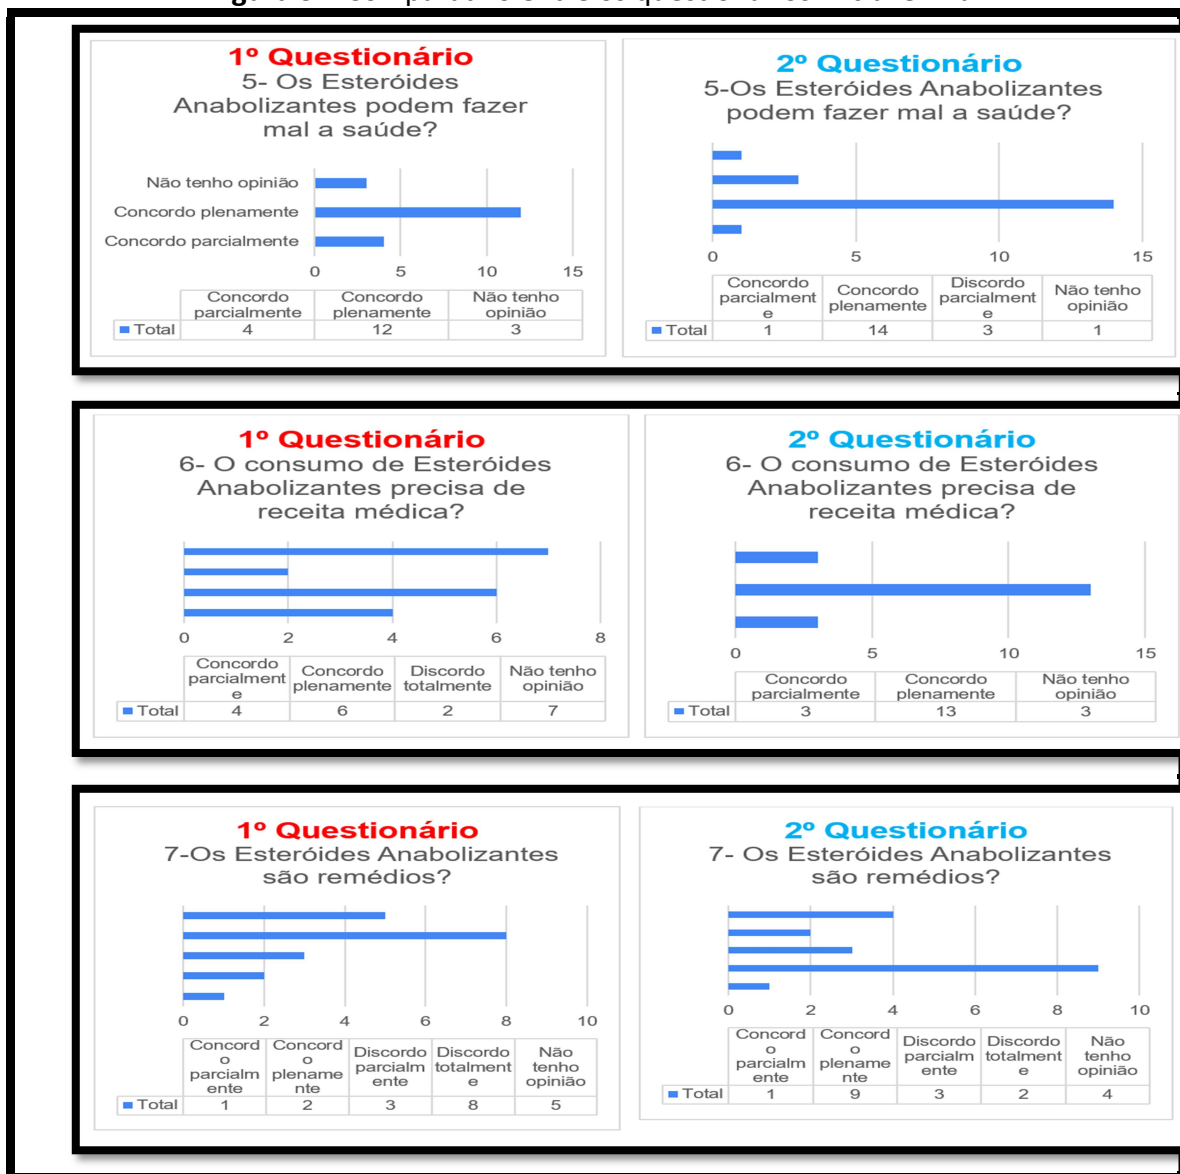 1º Questionário
5- Os Esteróides
Anabolizantes podem fazer
mal a saúde?
Não tenho opinião
Concordo plenamente
Concordo parcialmente
0 5 10 15
Concordo parcialmente Concordo plenamente Não tenho opinião
Total 4 12 3
2º Questionário
5-Os Esteróides Anabolizantes
podem fazer mal a saúde?
0 5 10 15
Concordo parcialment e Concordo plenamente Discordo parcialment e Não tenho opinião
Total 1 14 3 1
1º Questionário
6- O consumo de Esteróides
Anabolizantes precisa de
receita médica?
0 2 4 6 8
Concordo parcialment e Concordo plenamente Discordo totalmente Não tenho opinião
Total 4 6 2 7
2º Questionário
6- O consumo de Esteróides
Anabolizantes precisa de
receita médica?
0 5 10 15
Concordo parcialmente Concordo plenamente Não tenho opinião
Total 3 13 3
1º Questionário
7-Os Esteróides Anabolizantes
são remédios?
0 2 4 6 8 10
Concord o parcialm ente Concord o plename nte Discordo parcialm ente Discordo totalment e Não tenho opinião
Total 1 2 3 8 5
2º Questionário
7- Os Esteróides Anabolizantes
são remédios?
0 2 4 6 8 10
Concord o parcialm ente Concord o plename nte Discordo parcialm ente Discordo totalment e Não tenho opinião
Total 1 9 3 2 4